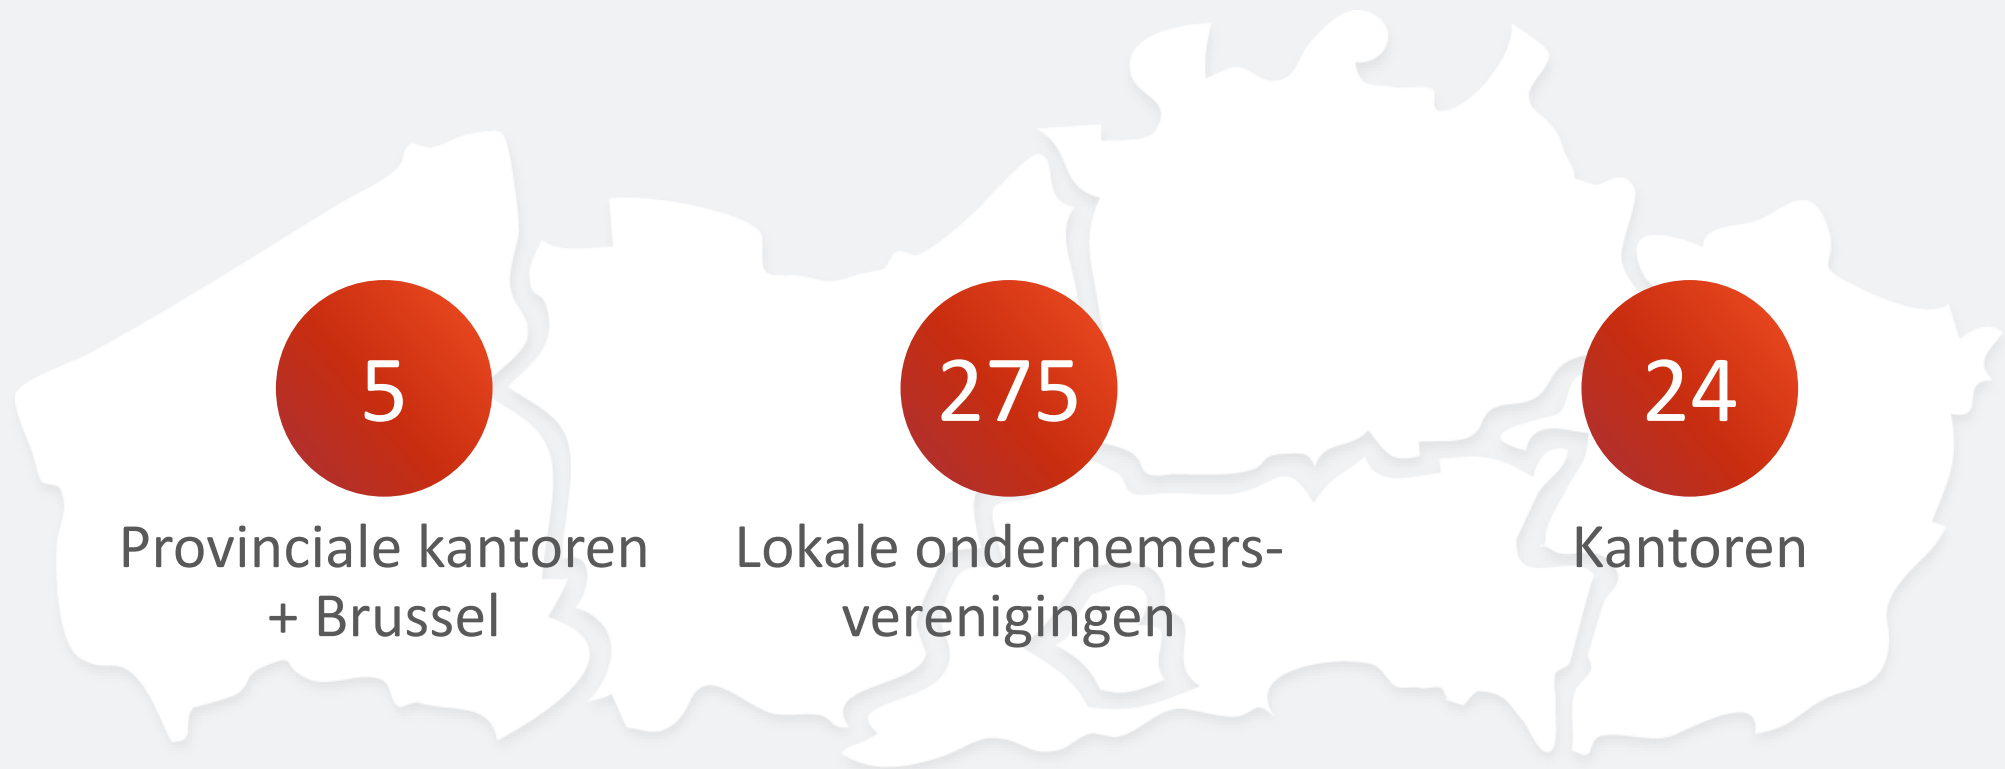 5
Provinciale kantoren
+ Brussel
275
Lokale ondernemers-
verenigingen
24
Kantoren